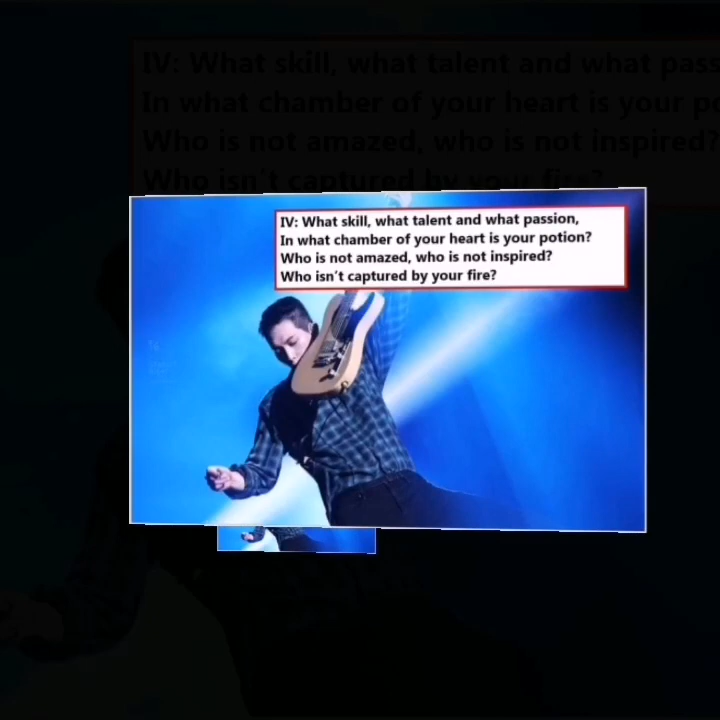 IV: What skill, what talent and what passion,
In what chamber of your heart is your potion?
Who is not amazed, who is not inspired?
Who isn't captured by your fire?